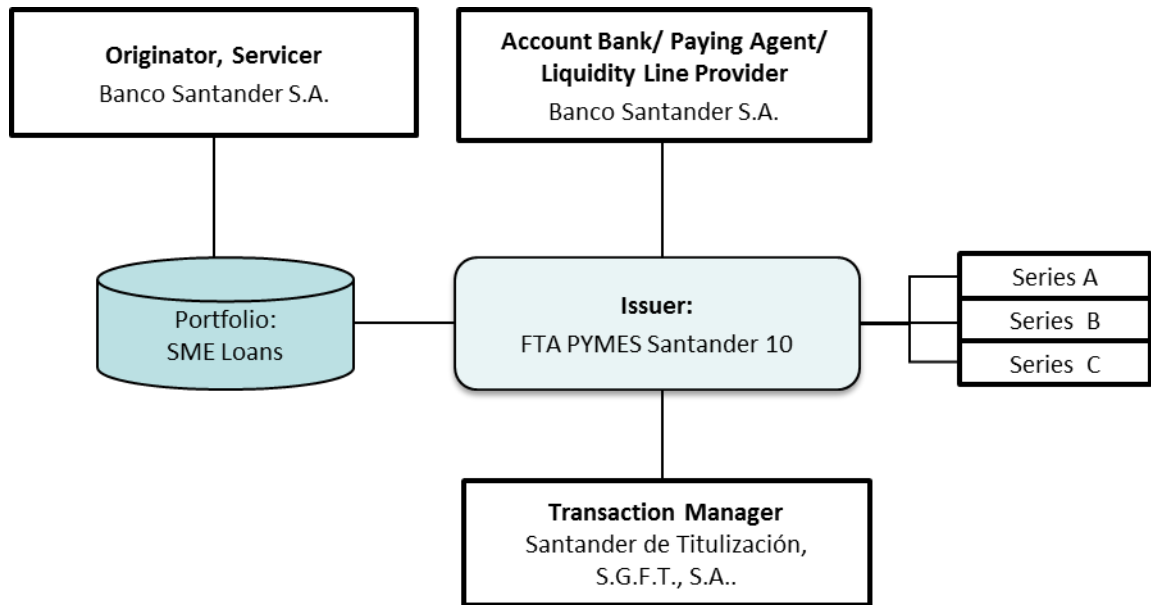 Originator, Servicer
Banco Santander S.A.
Account Bank/ Paying Agent/
Liquidity Line Provider
Banco Santander S.A.
Portfolio:
SME Loans
Issuer:
FTA PYMES Santander 10
Series A
Series B
Series C
Transaction Manager
Santander de Titulización,
S.G.F.T., S.A..